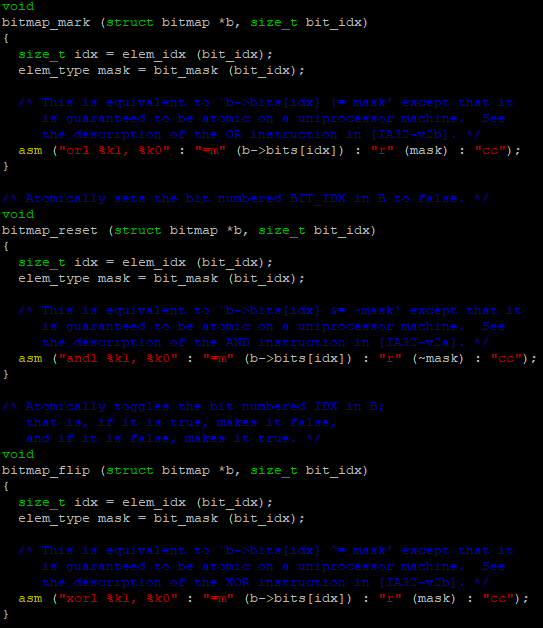 void
bitmap_mark (struct bitmap *b, size_t bit_idx)
{
  size_t idx = elem_idx (bit_idx);
  elem_type mask = bit_mask (bit_idx);

  /* This is equivalent to `b->bits[idx] |= mask' except that it
     is guaranteed to be atomic on a uniprocessor machine.  See
     the description of the OR instruction in [IA32-v2b]. */
  asm ("orl %k1, %k0" : "=m" (b->bits[idx]) : "r" (mask) : "cc");
}

/* Atomically sets the bit numbered BIT_IDX in B to false. */
void
bitmap_reset (struct bitmap *b, size_t bit_idx)
{
  size_t idx = elem_idx (bit_idx);
  elem_type mask = bit_mask (bit_idx);

  /* This is equivalent to `b->bits[idx] &= ~mask' except that it
     is guaranteed to be atomic on a uniprocessor machine.  See
     the description of the AND instruction in [IA32-v2a]. */
  asm ("andl %k1, %k0" : "=m" (b->bits[idx]) : "r" (~mask) : "cc");
}

/* Atomically toggles the bit numbered IDX in B;
   that is, if it is true, makes it false,
   and if it is false, makes it true. */
void
bitmap_flip (struct bitmap *b, size_t bit_idx)
{
  size_t idx = elem_idx (bit_idx);
  elem_type mask = bit_mask (bit_idx);

  /* This is equivalent to `b->bits[idx] ^= mask' except that it
     is guaranteed to be atomic on a uniprocessor machine.  See
     the description of the XOR instruction in [IA32-v2b]. */
  asm ("xorl %k1, %k0" : "=m" (b->bits[idx]) : "r" (mask) : "cc");
}